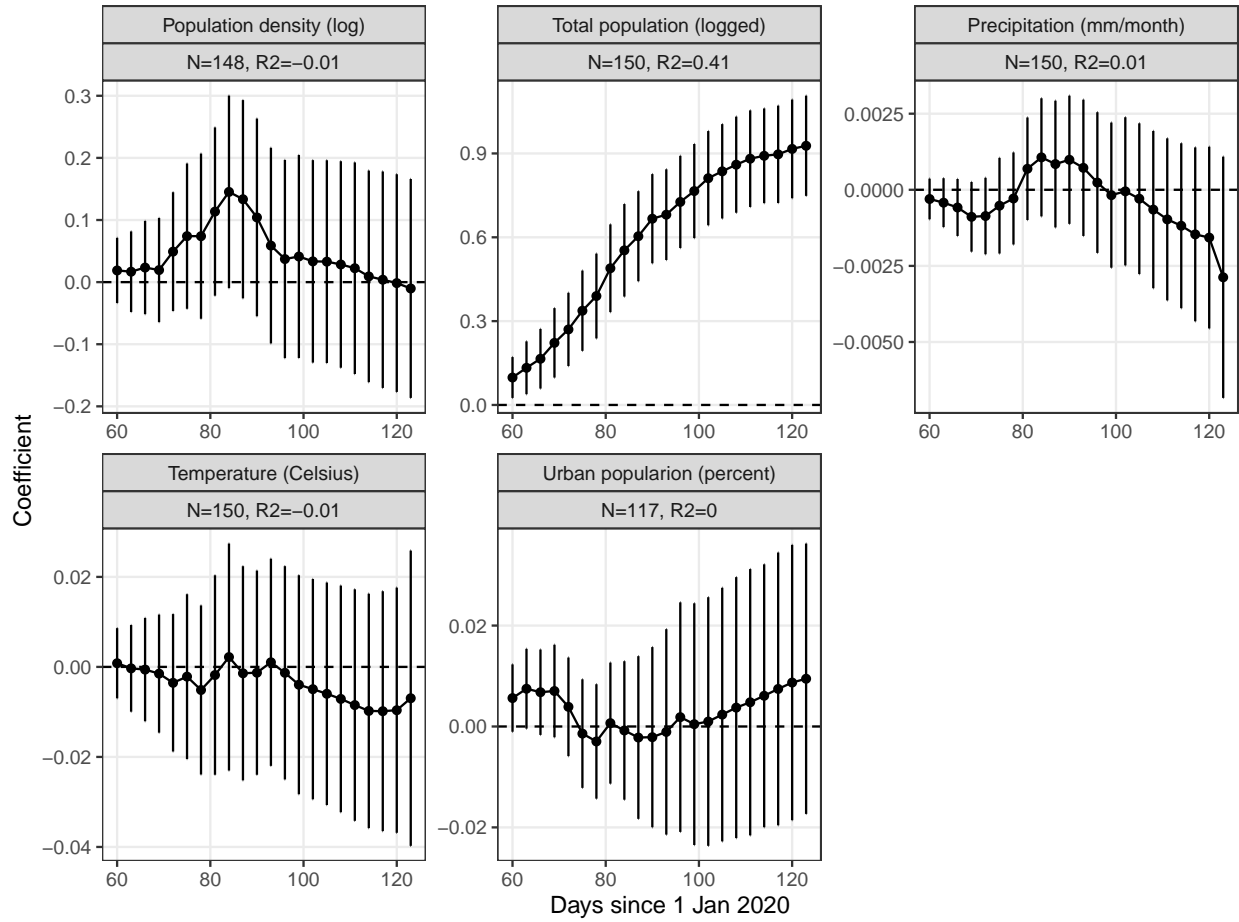 Population density (log)
N=148, R2=−0.01
0.3
0.2
0.1
0.0
−0.1
−0.2
60 80 100 120
Total population (logged)
N=150, R2=0.41
0.9
0.6
0.3
0.0
60 80 100 120
Precipitation (mm/month)
N=150, R2=0.01
0.0025
0.0000
−0.0025
−0.0050
60 80 100 120
Coefficient
Temperature (Celsius)
N=150, R2=−0.01
0.02
0.00
−0.02
−0.04
60 80 100 120
Urban popularion (percent)
N=117, R2=0
0.02
0.00
−0.02
60 80 100 120
Days since 1 Jan 2020